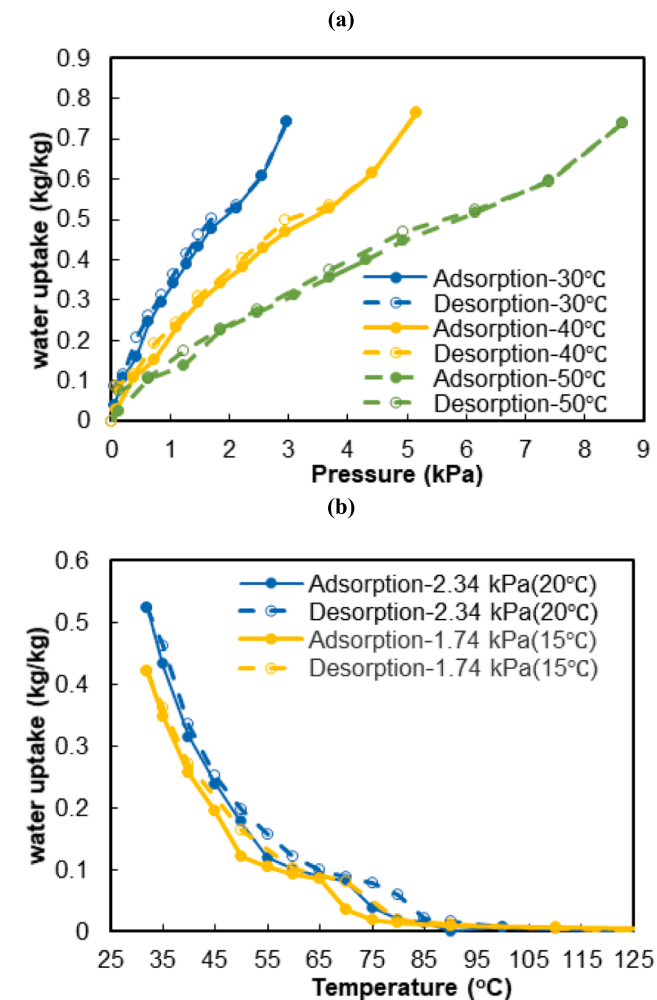 (a)
0.9
0.8
0.7
0.6
0.5
0.4
0.3
0.2
0.1
0
water uptake (kg/kg)
Adsorption-30℃
Desorption-30℃
Adsorption-40℃
Desorption-40℃
Adsorption-50℃
Desorption-50℃
0 1 2 3 4 5 6 7 8 9
Pressure (kPa)
(b)
0.6
0.5
0.4
0.3
0.2
0.1
0
water uptake (kg/kg)
Adsorption-2.34 kPa(20℃)
Desorption-2.34 kPa(20℃)
Adsorption-1.74 kPa(15℃)
Desorption-1.74 kPa(15℃)
25 35 45 55 65 75 85 95 105 115 125
Temperature (°C)